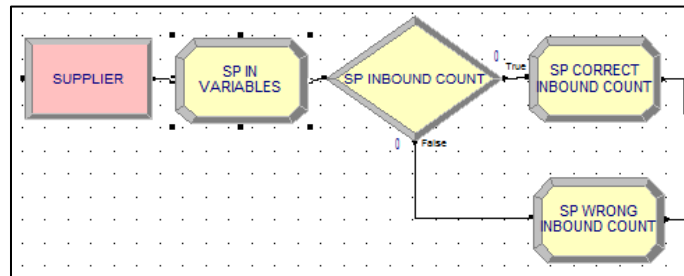 SUPPLIER
SP IN
VARIABLES
SP INBOUND COUNT
0
True
SP CORRECT
INBOUND COUNT
0
False
SP WRONG
INBOUND COUNT